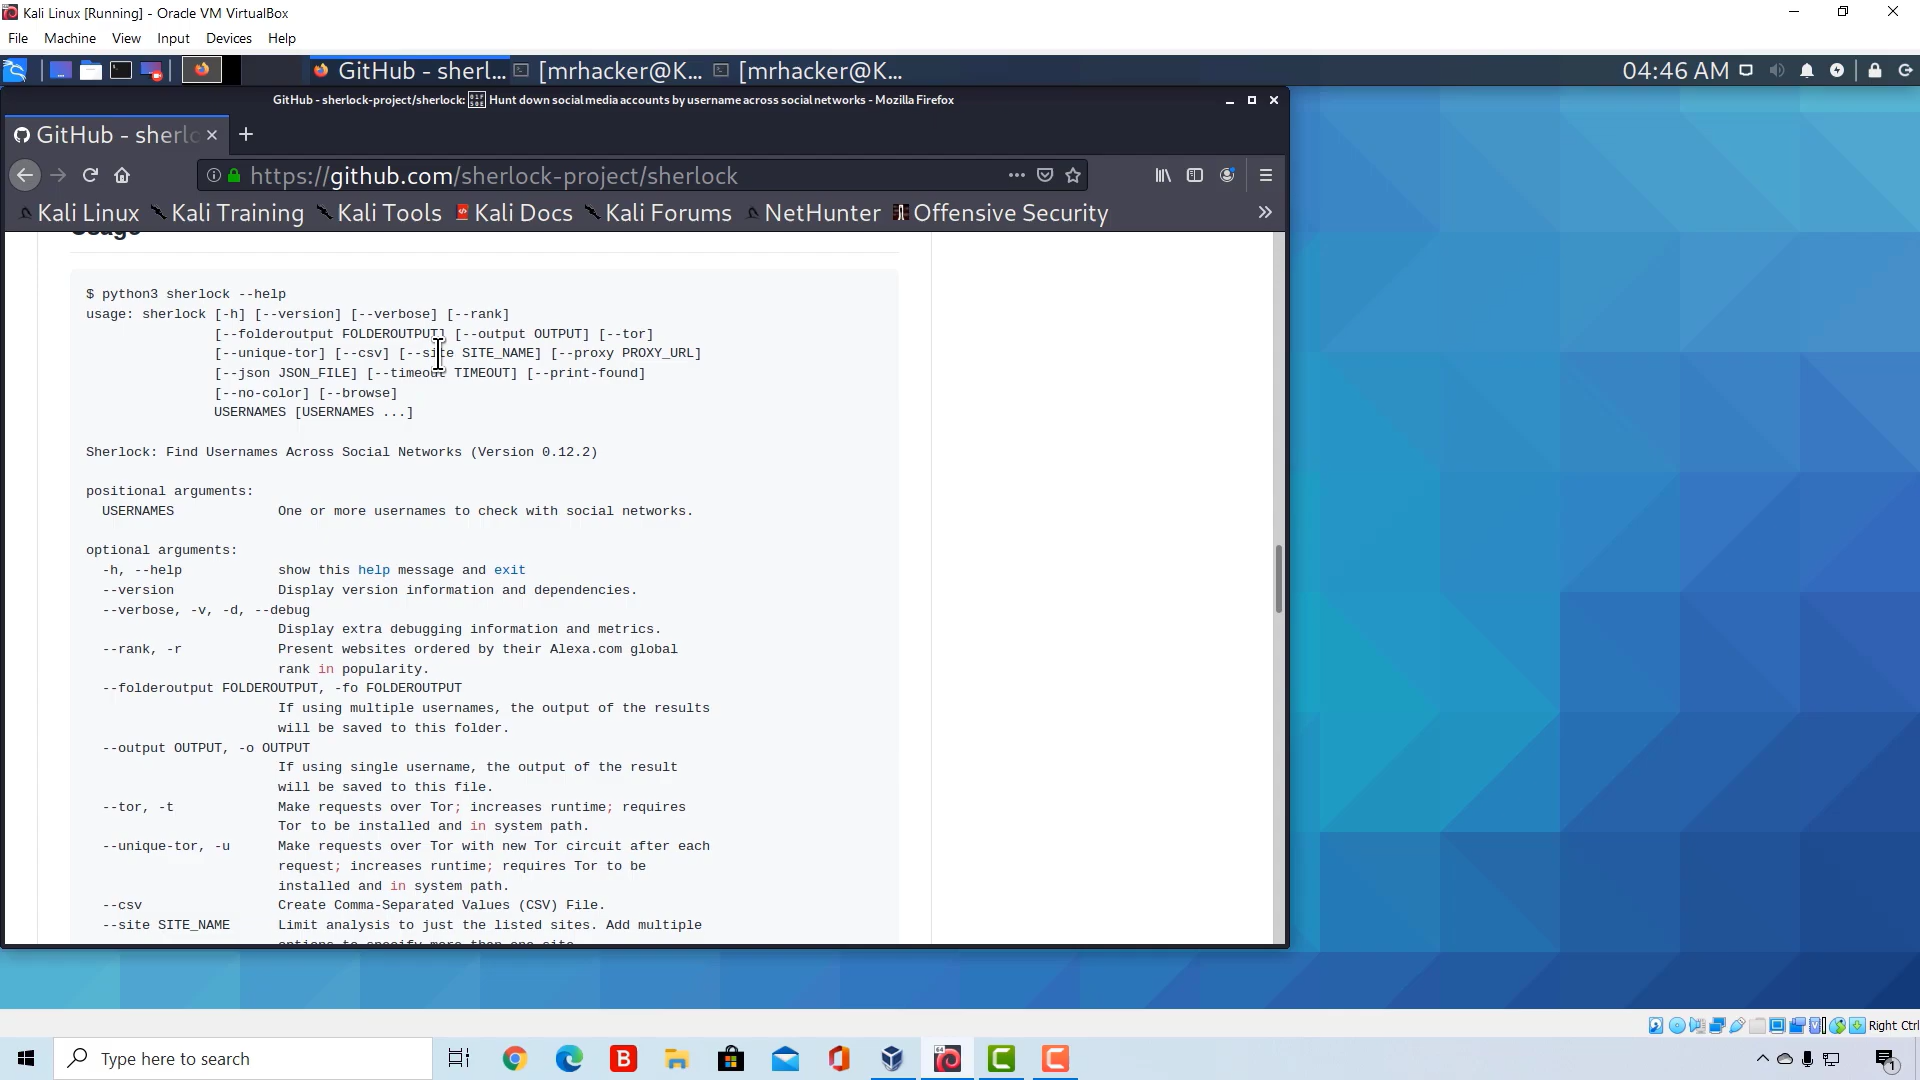 Kali Linux [Running] - Oracle VM VirtualBox
File Machine View Input Devices Help
GitHub - sherl... [mrhacker@K... [mrhacker@K... 04:46 AM
GitHub - sherlock-project/sherlock: 01F 50E Hunt down social media accounts by username across social networks - Mozilla Firefox
GitHub - sherlo
https://github.com/sherlock-project/sherlock
Kali Linux Kali Training Kali Tools Kali Docs Kali Forums NetHunter Offensive Security
Usage
$ python3 sherlock --help
usage: sherlock [-h] [--version] [--verbose] [--rank]
[--folderoutput FOLDEROUTPUT] [--output OUTPUT] [--tor]
[--unique-tor] [--csv] [--site SITE_NAME] [--proxy PROXY_URL]
[--json JSON_FILE] [--timeout TIMEOUT] [--print-found]
[--no-color] [--browse]
USERNAMES [USERNAMES ...]
Sherlock: Find Usernames Across Social Networks (Version 0.12.2)
positional arguments:
USERNAMES One or more usernames to check with social networks.
optional arguments:
-h, --help show this help message and exit
--version Display version information and dependencies.
--verbose, -v, -d, --debug
Display extra debugging information and metrics.
--rank, -r Present websites ordered by their Alexa.com global
rank in popularity.
--folderoutput FOLDEROUTPUT, -fo FOLDEROUTPUT
If using multiple usernames, the output of the results
will be saved to this folder.
--output OUTPUT, -o OUTPUT
If using single username, the output of the result
will be saved to this file.
--tor, -t Make requests over Tor; increases runtime; requires
Tor to be installed and in system path.
--unique-tor, -u Make requests over Tor with new Tor circuit after each
request; increases runtime; requires Tor to be
installed and in system path.
--csv Create Comma-Separated Values (CSV) File.
--site SITE_NAME Limit analysis to just the listed sites. Add multiple
options to specify more than one site.
Right Ctrl
Type here to search
B
1